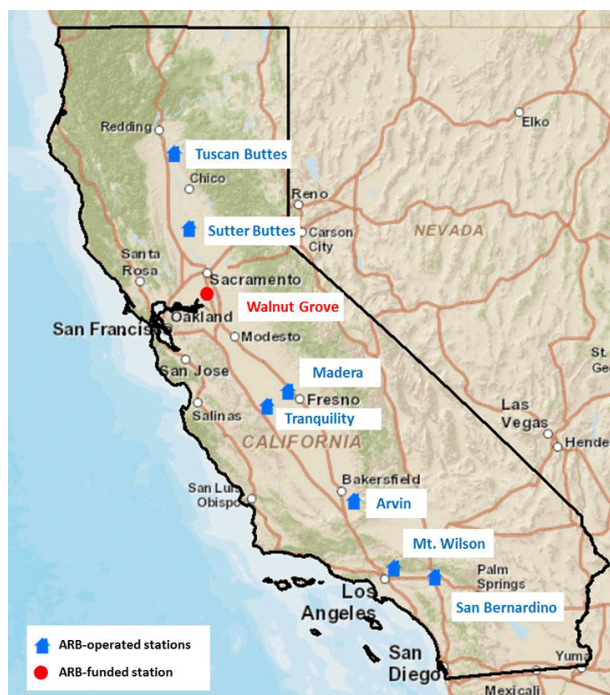 Redding
Elko
Tuscan Buttes
Chico
Reno
Sutter Buttes
Carson
City
NEVADA
Santa
Rosa
Sacramento
Walnut Grove
Oakland
San Francisco
Modesto
St.
Geo
San Jose
Madera
Fresno
Salinas
Tranquility
CALIFORNIA
Las
Vegas
Hende
Bakersfield
San Luis
Obispo
Arvin
Mt. Wilson
Palm
Springs
Los
Angeles
San Bernardino
San
Diego
ARB-operated stations
ARB-funded station
Yuma
Mexicali